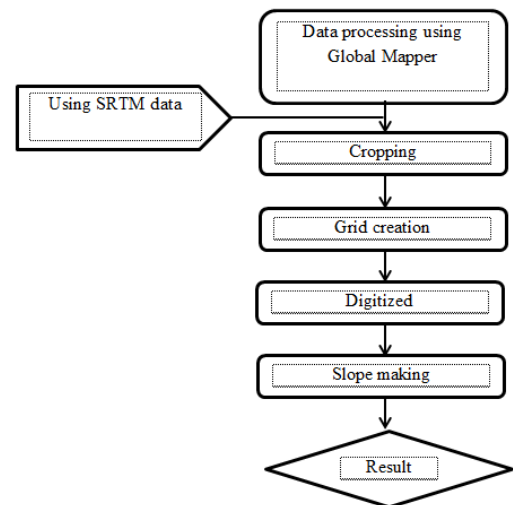 Data processing using
Global Mapper
Using SRTM data
Cropping
Grid creation
Digitized
Slope making
Result